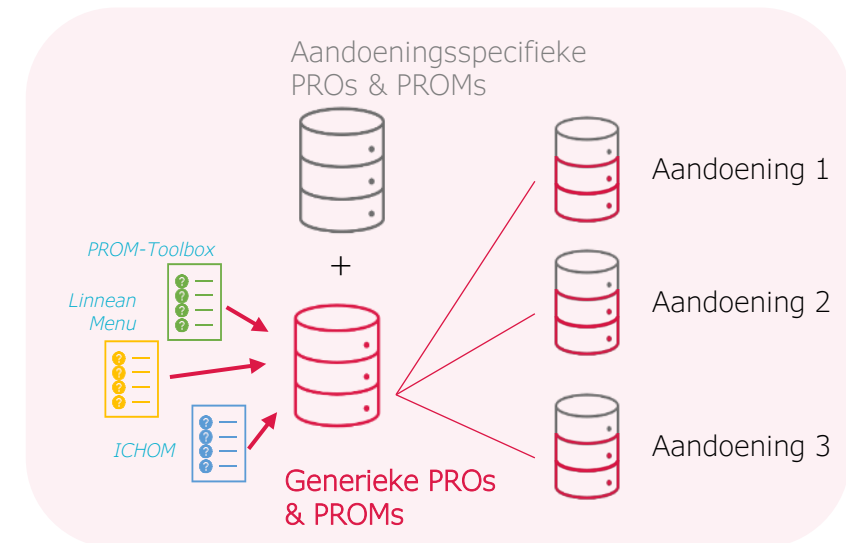 Aandoeningsspecifieke
PROs & PROMs
Aandoening 1
PROM-Toolbox
+
Linnean
Menu
Aandoening 2
ICHOM
Aandoening 3
Generieke PROs
& PROMs